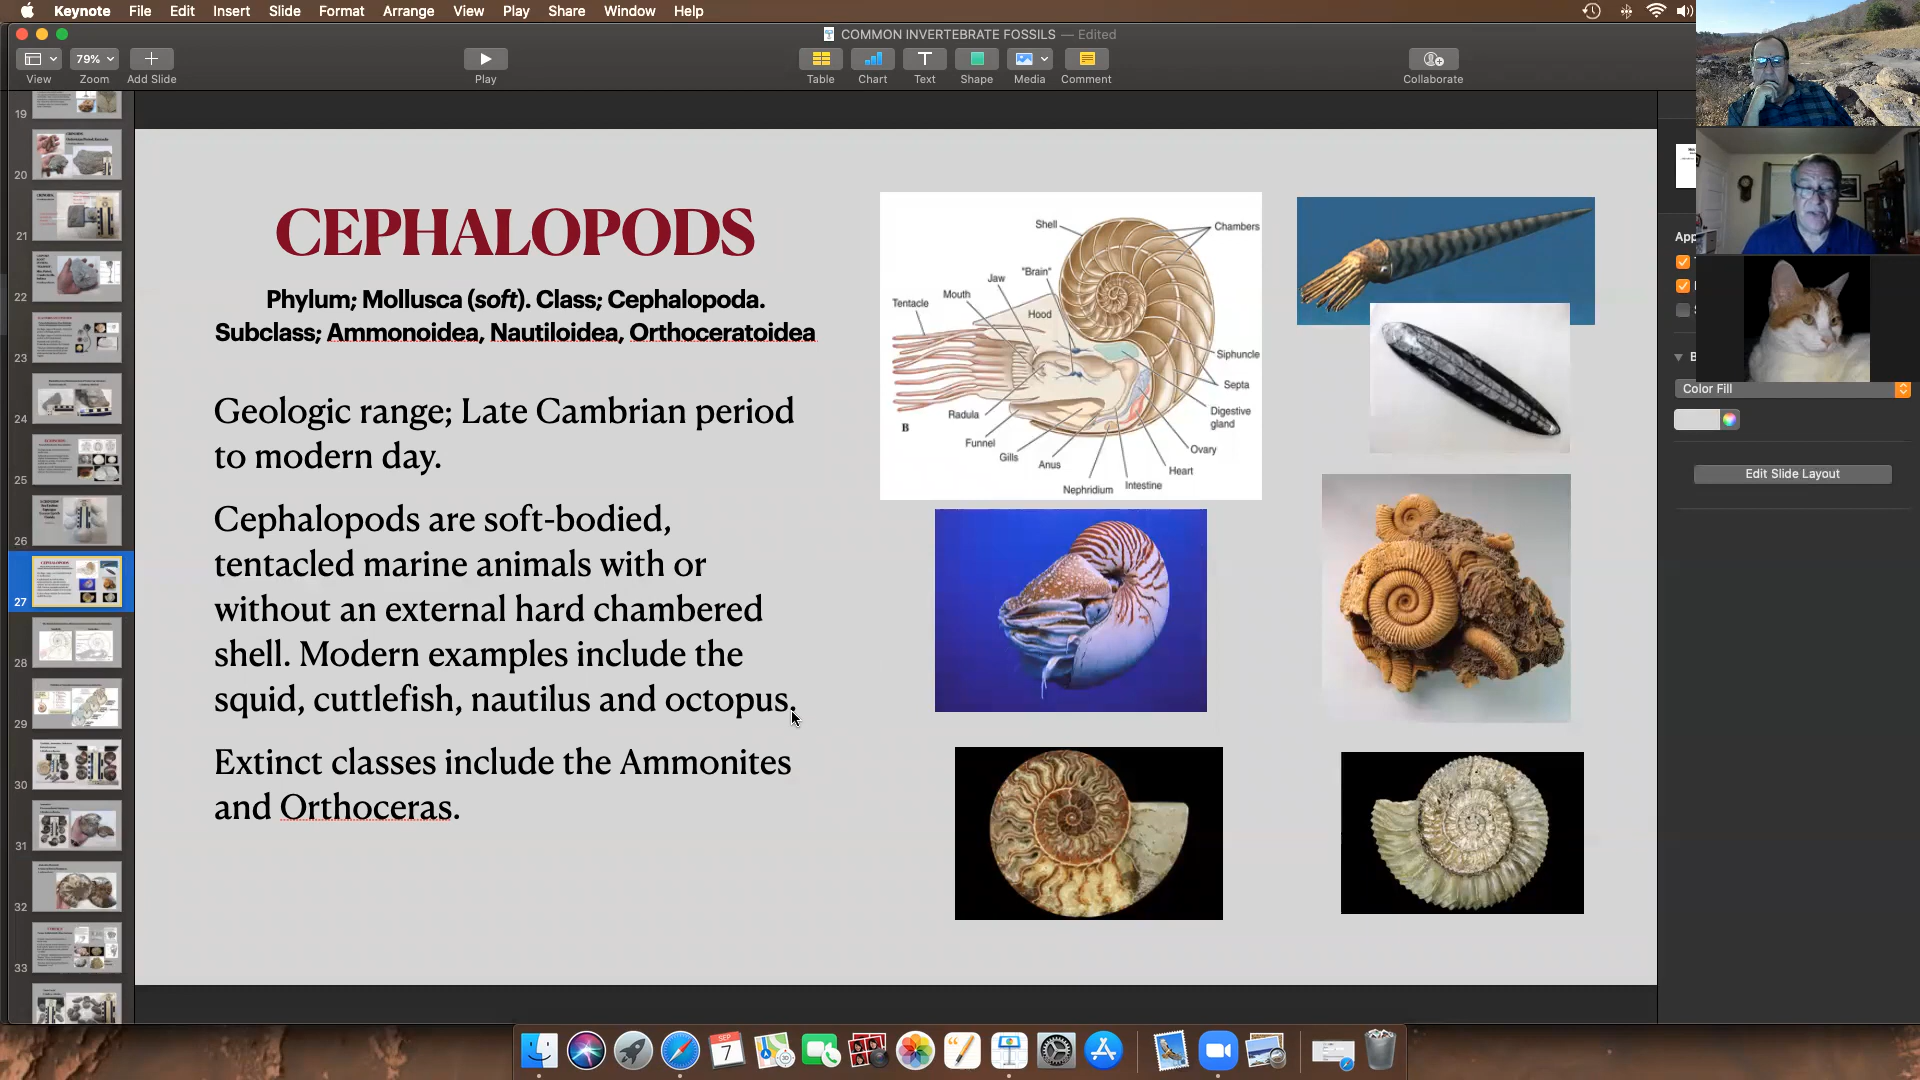 Keynote File Edit Insert Slide Format Arrange View Play Share Window Help
COMMON INVERTEBRATE FOSSILS — Edited
79%
View Zoom Add Slide Play Table Chart Text Shape Media Comment Collaborate
19
20
21
22
23
24
25
26
27
28
29
30
31
32
33
CEPHALOPODS
Phylum; Mollusca (soft). Class; Cephalopoda.
Subclass; Ammonoidea, Nautiloidea, Orthoceratoidea
Geologic range; Late Cambrian period
to modern day.
Cephalopods are soft-bodied,
tentacled marine animals with or
without an external hard chambered
shell. Modern examples include the
squid, cuttlefish, nautilus and octopus.
Extinct classes include the Ammonites
and Orthoceras.
Shell
Chambers
"Brain"
Jaw
Mouth
Tentacle
Hood
Siphuncle
Septa
Radula
Digestive
gland
B
Funnel
Ovary
Gills
Anus
Heart
Nephridium
Intestine
App
B
Color Fill
Edit Slide Layout
SEP
7